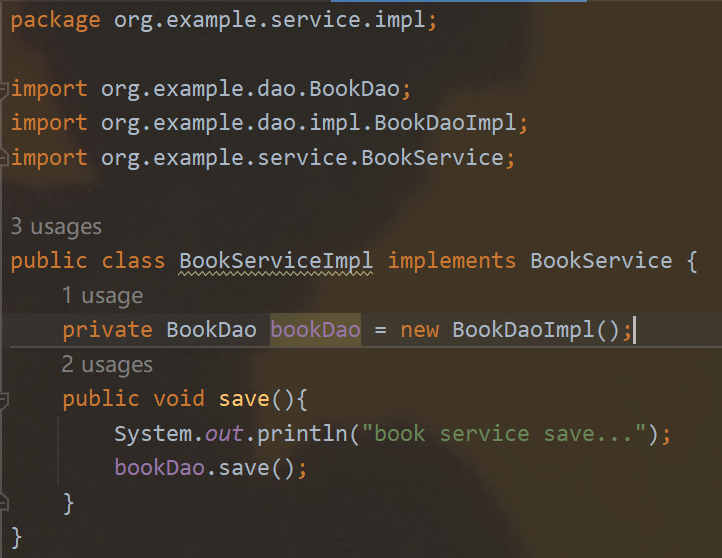 package org.example.service.impl;
import org.example.dao.BookDao;
import org.example.dao.impl.BookDaoImpl;
import org.example.service.BookService;
3 usages
public class BookServiceImpl implements BookService {
1 usage
private BookDao bookDao = new BookDaoImpl();
2 usages
public void save(){
System.out.println("book service save...");
bookDao.save();
}
}